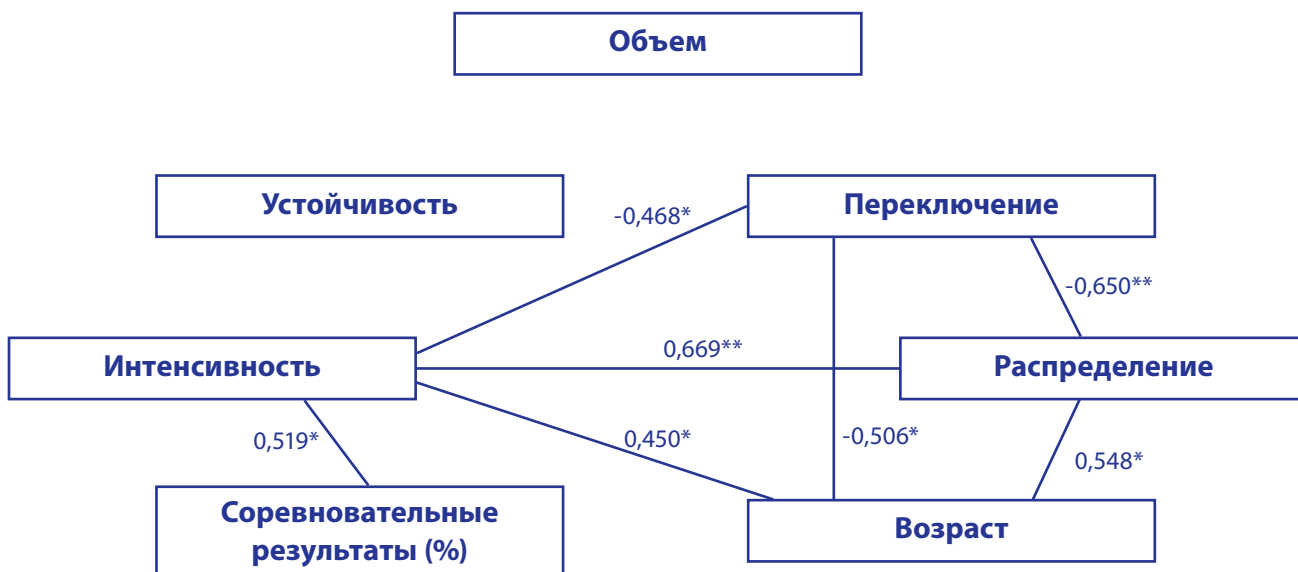 Объем
Устойчивость
-0,468*
Переключение
-0,650**
Интенсивность
0,669**
Распределение
0,519*
0,450*
-0,506*
0,548*
Соревновательные
результаты (%)
Возраст